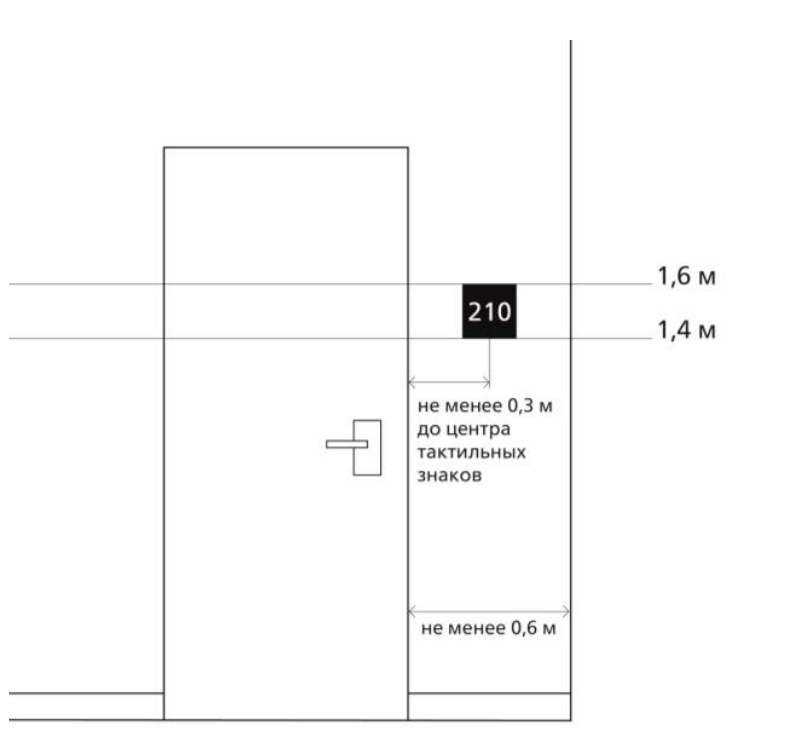 1,6 м
210
1,4 м
не менее 0,3 м
до центра
тактильных
знаков
не менее 0,6 м